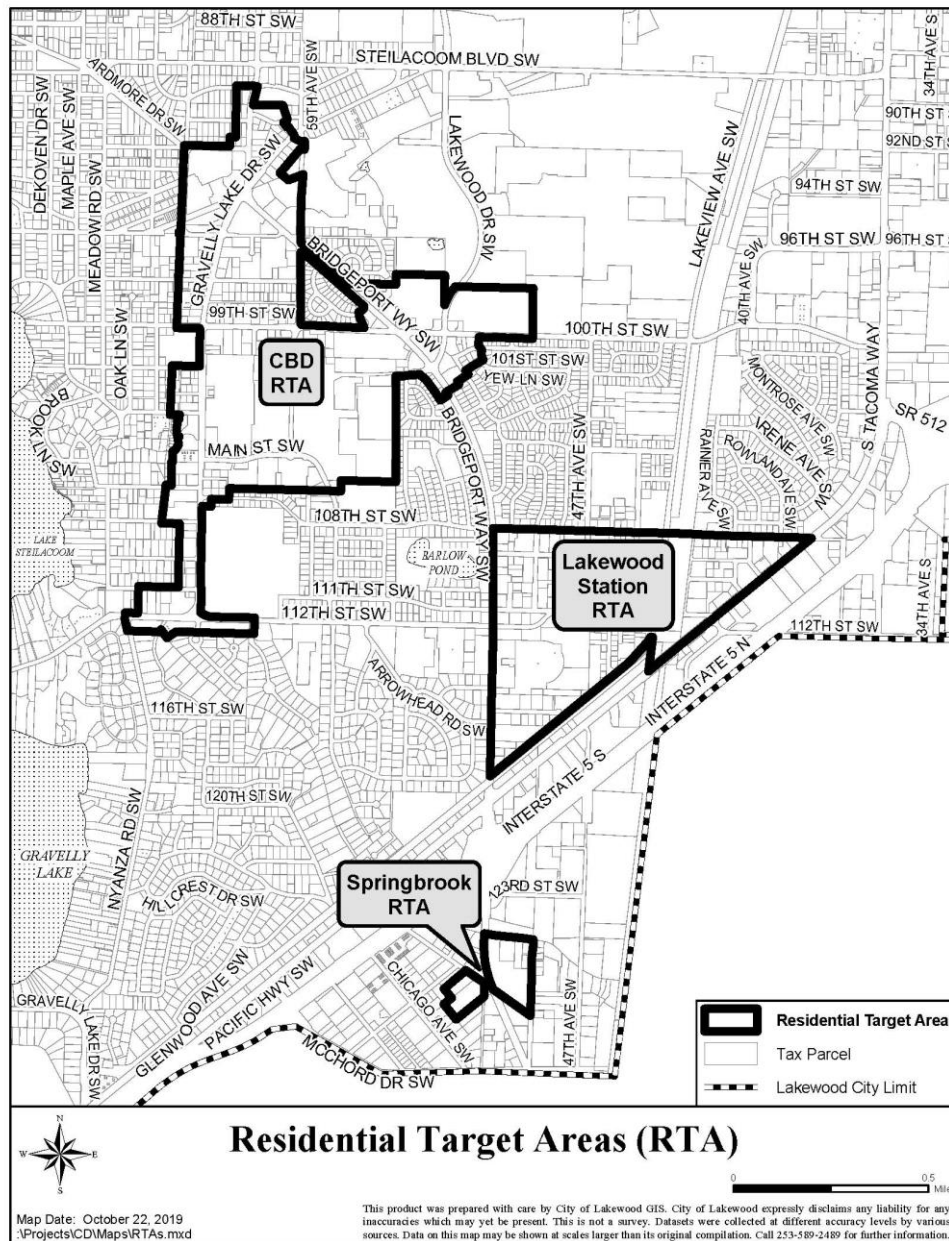 88TH ST SW
STEILACOOM BLVD SW
34TH AVE S
ARDMORE DR SW
59TH AVE SW
DEKOVEN DR SW
MAPLE AVE SW
MEADOW RD SW
LAKEWOOD DR SW
LAKEVIEW AVE SW
90TH ST S
92ND ST S
94TH ST SW
96TH ST SW
96TH ST S
GRAVELLY LAKE DR SW
BRIDGEPORT WY SW
40TH AVE SW
99TH ST SW
100TH ST SW
OAK LN SW
CBD
RTA
101ST ST SW
YEW LN SW
MONTROSE AVE SW
IRENE AVE SW
ROWLAND AVE SW
S TACOMA WAY
SR 512
BROOK LN SW
BRIDGEPORT WAY SW
47TH AVE SW
RAINIER AVE SW
MAIN ST SW
108TH ST SW
LAKE
STEILACOOM
BARLOW
POND
Lakewood
Station
RTA
111TH ST SW
112TH ST SW
34TH AVE S
112TH ST SW
ARROWHEAD RD SW
INTERSTATE 5 N
INTERSTATE 5 S
116TH ST SW
120TH ST SW
GRAVELLY
LAKE
NYANZA RD SW
HILLCREST DR SW
Springbrook
RTA
123RD ST SW
GLENWOOD AVE SW
PACIFIC HWY SW
CHICAGO AVE SW
47TH AVE SW
GRAVELLY
LAKE DR SW
MCCHORD DR SW
Residential Target Area
Tax Parcel
Lakewood City Limit
N
W
E
S
Residential Target Areas (RTA)
0
0.5
Mile
Map Date: October 22, 2019
:\Projects\CD\Maps\RTAs.mxd
This product was prepared with care by City of Lakewood GIS. City of Lakewood expressly disclaims any liability for any
inaccuracies which may yet be present. This is not a survey. Datasets were collected at different accuracy levels by various
sources. Data on this map may be shown at scales larger than its original compilation. Call 253-589-2489 for further information.